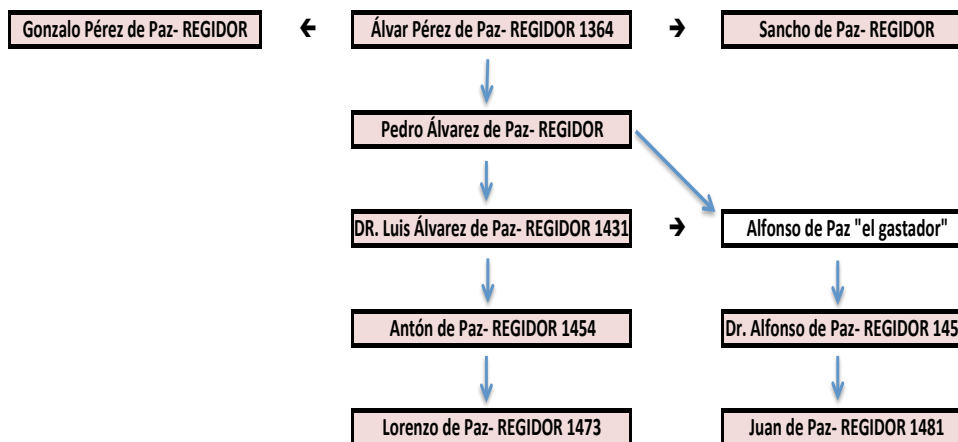 Gonzalo Pérez de Paz- REGIDOR
Álvar Pérez de Paz- REGIDOR 1364
Sancho de Paz- REGIDOR
Pedro Álvarez de Paz- REGIDOR
DR. Luis Álvarez de Paz- REGIDOR 1431
Alfonso de Paz "el gastador"
Antón de Paz- REGIDOR 1454
Dr. Alfonso de Paz- REGIDOR
Lorenzo de Paz- REGIDOR 1473
Juan de Paz- REGIDOR 1481